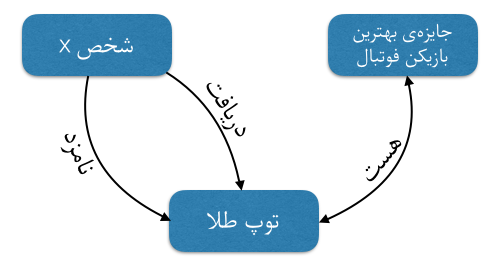 شخص X
جایزه‌ی بهترین
بازیکن فوتبال
دریافت
نامزد
هست
توپ طلا